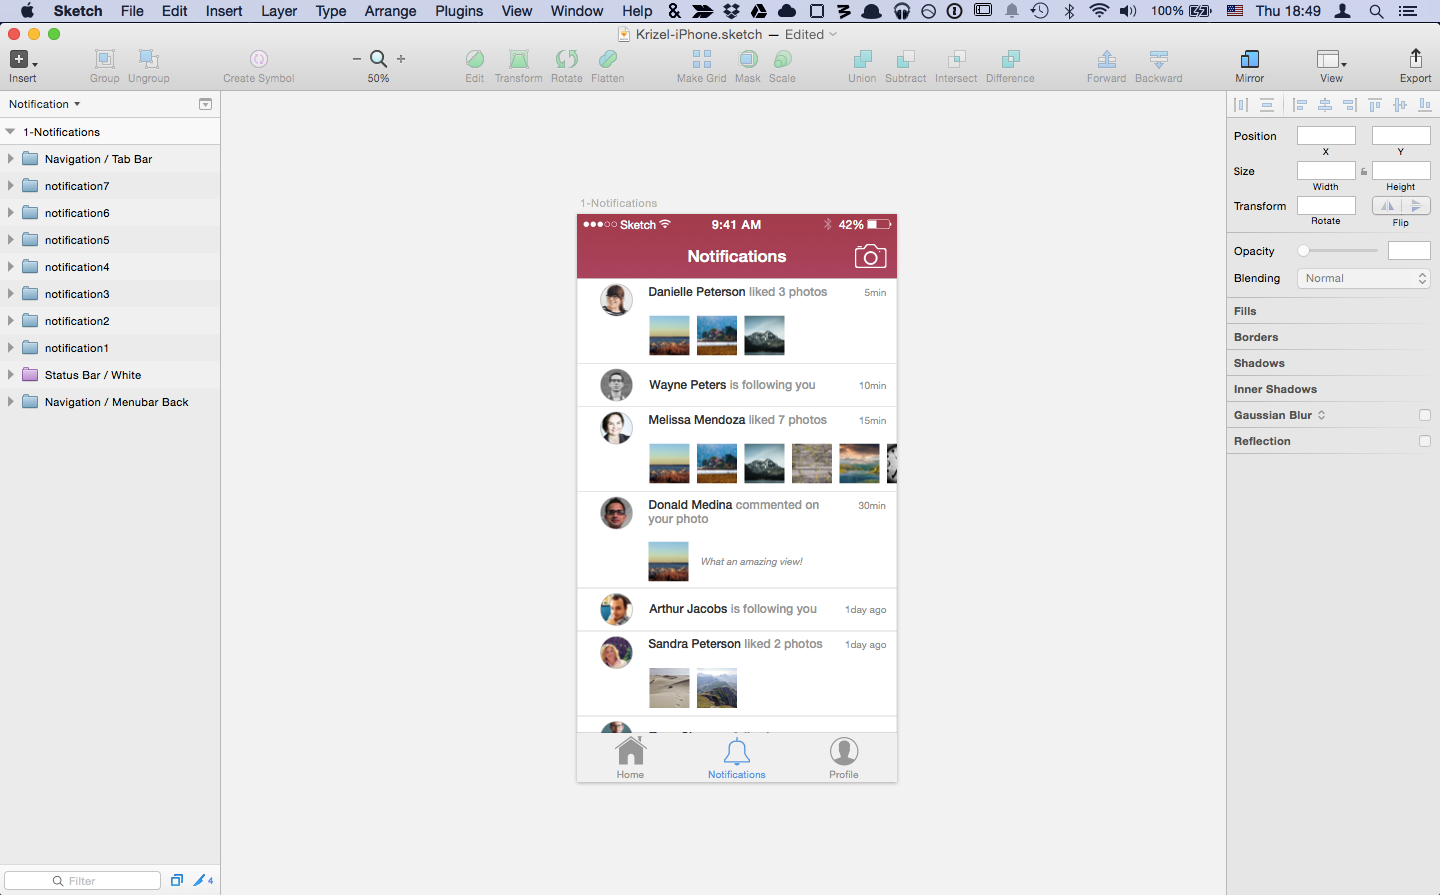 Sketch File Edit Insert Layer Type Arrange Plugins View Window Help 100% Thu 18:49
Krizel-iPhone.sketch — Edited
Insert Group Ungroup Create Symbol 50% Edit Transform Rotate Flatten Make Grid Mask Scale Union Subtract Intersect Difference Forward Backward Mirror View Export
Notification
1-Notifications
Navigation / Tab Bar
notification7
notification6
notification5
notification4
notification3
notification2
notification1
Status Bar / White
Navigation / Menubar Back
Filter
4
1-Notifications
Sketch 9:41 AM 42%
Notifications
Danielle Peterson liked 3 photos 5min
Wayne Peters is following you 10min
Melissa Mendoza liked 7 photos 15min
Donald Medina commented on 30min
your photo
What an amazing view!
Arthur Jacobs is following you 1day ago
Sandra Peterson liked 2 photos 1day ago
Home Notifications Profile
Position
X Y
Size
Width Height
Transform
Rotate Flip
Opacity
Blending Normal
Fills
Borders
Shadows
Inner Shadows
Gaussian Blur
Reflection